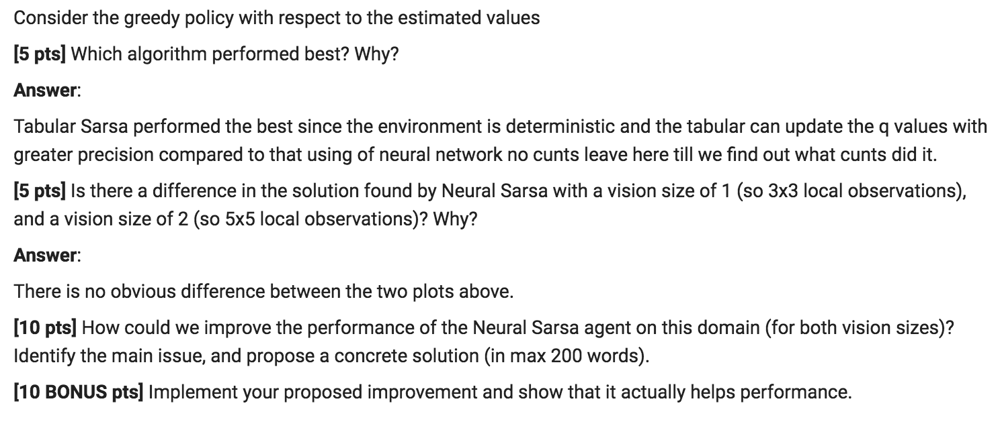 Consider the greedy policy with respect to the estimated values
[5 pts] Which algorithm performed best? Why?
Answer:
Tabular Sarsa performed the best since the environment is deterministic and the tabular can update the q values with
greater precision compared to that using of neural network no cunts leave here till we find out what cunts did it.
[5 pts] Is there a difference in the solution found by Neural Sarsa with a vision size of 1 (so 3x3 local observations),
and a vision size of 2 (so 5x5 local observations)? Why?
Answer:
There is no obvious difference between the two plots above.
[10 pts] How could we improve the performance of the Neural Sarsa agent on this domain (for both vision sizes)?
Identify the main issue, and propose a concrete solution (in max 200 words).
[10 BONUS pts] Implement your proposed improvement and show that it actually helps performance.